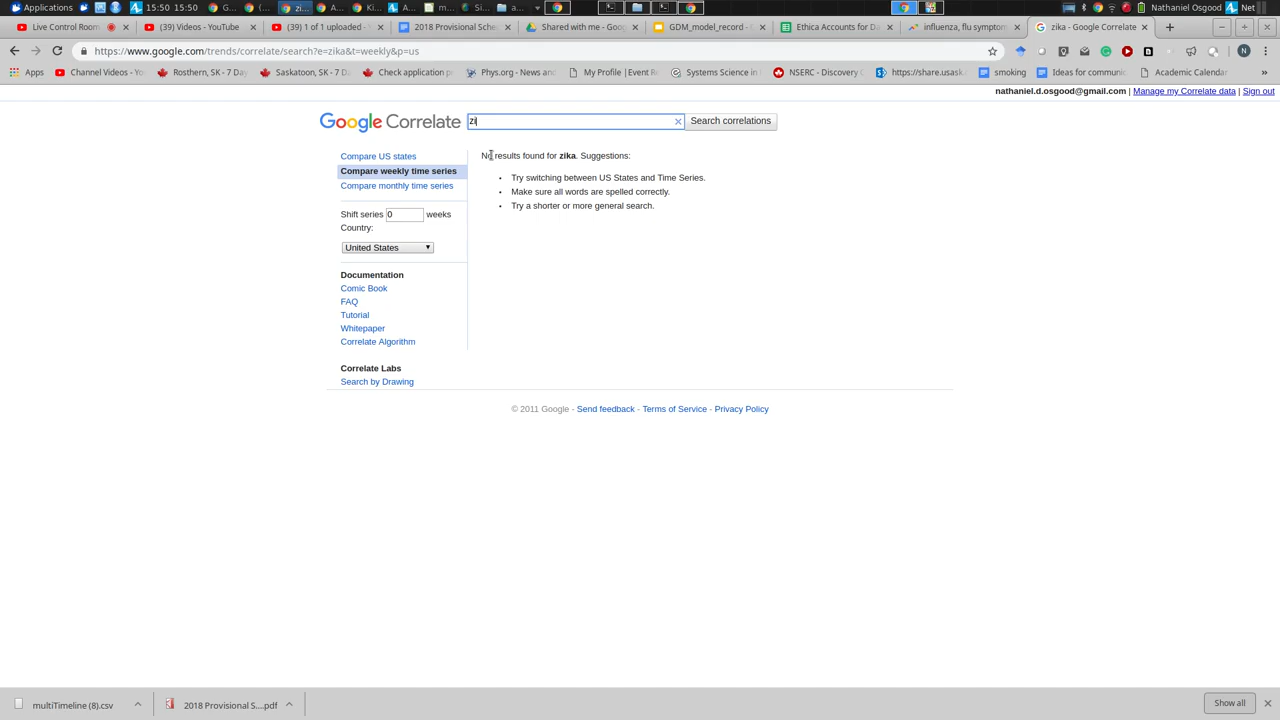 Applications 15:50 15:50 G... (... zi... A... Ki... A... m... Si... a... Nathaniel Osgood Net
Live Control Room (39) Videos - YouTube (39) 1 of 1 uploaded - 2018 Provisional Sche Shared with me - Goog GDM_model_record - G Ethica Accounts for Da influenza, flu symptom zika - Google Correlate
https://www.google.com/trends/correlate/search?e=zika&t=weekly&p=us
Apps Channel Videos - Yo Rosthern, SK - 7 Day Saskatoon, SK - 7 D Check application p Phys.org - News and My Profile |Event R Systems Science in NSERC - Discovery https://share.usask. smoking Ideas for communic Academic Calendar »
nathaniel.d.osgood@gmail.com | Manage my Correlate data | Sign out
Google Correlate zi Search correlations
Compare US states
Compare weekly time series
Compare monthly time series
Shift series 0 weeks
Country:
United States
Documentation
Comic Book
FAQ
Tutorial
Whitepaper
Correlate Algorithm
Correlate Labs
Search by Drawing
No results found for zika. Suggestions:
• Try switching between US States and Time Series.
• Make sure all words are spelled correctly.
• Try a shorter or more general search.
© 2011 Google - Send feedback - Terms of Service - Privacy Policy
multiTimeline (8).csv 2018 Provisional S....pdf Show all